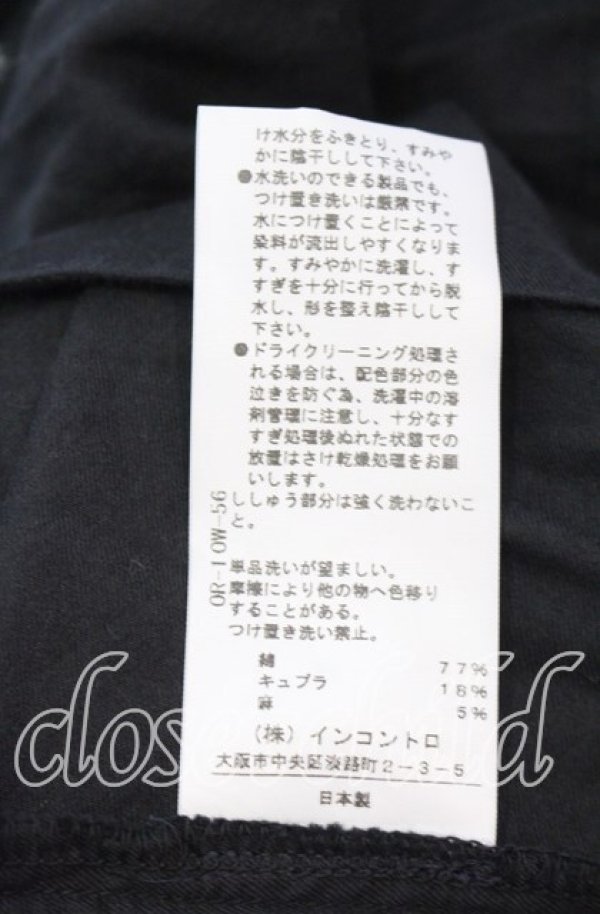 け水分をふきとり、すみや
かに陰干しして下さい。
●水洗いのできる製品でも、
つけ置き洗いは厳禁です。
水につけ置くことによって
染料が流出しやすくなりま
す。すみやかに洗濯し、す
すぎを十分に行ってから脱
水し、形を整え陰干しして
下さい。
●ドライクリーニング処理さ
れる場合は、配色部分の色
泣きを防ぐ為、洗濯中の溶
剤管理に注意し、十分なす
すぎ処理後ぬれた状態での
放置はさけ乾燥処理をお願
いします。
ししゅう部分は強く洗わないこ
と。
単品洗いが望ましい。
摩擦により他の物へ色移り
することがある。
つけ置き洗い禁止。
綿 77%
キュプラ 18%
麻 5%
(株)インコントロ
大阪市中央区淡路町2-3-5
日本製
OR-10W-56
closet child